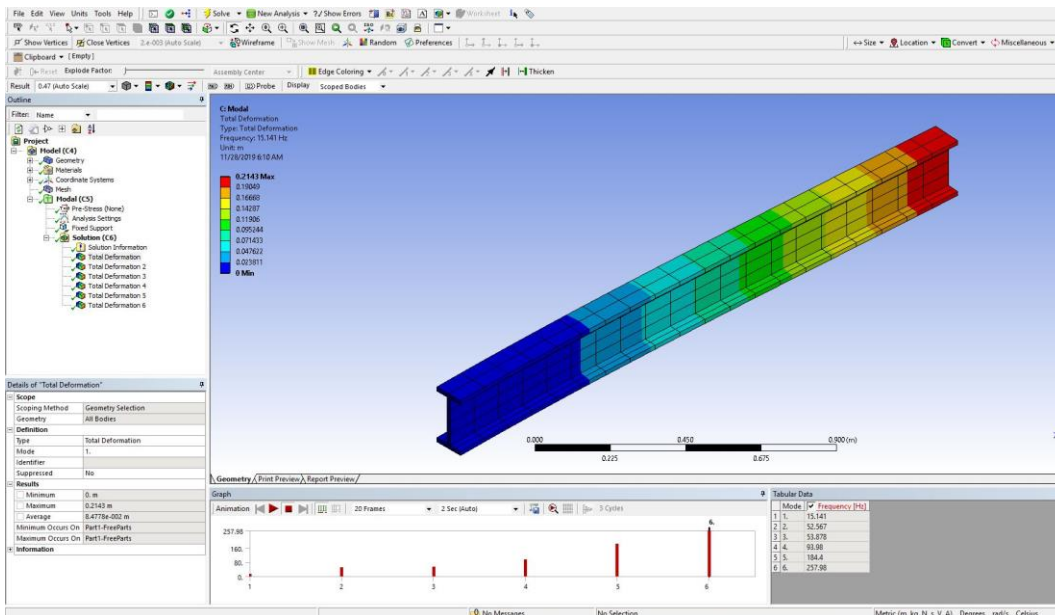 File Edit View Units Tools Help Solve New Analysis ?/ Show Errors A Worksheet
Show Vertices Close Vertices 2.e-003 (Auto Scale) Wireframe Show Mesh Random Preferences Size Location Convert Miscellaneous
Clipboard [Empty]
Reset Explode Factor: Assembly Center Edge Coloring Thicken
Result 0.47 (Auto Scale) Probe Display Scoped Bodies
Outline
Filter: Name
Project
Model (C4)
Geometry
Materials
Coordinate Systems
Mesh
Modal (C5)
Pre-Stress (None)
Analysis Settings
Fixed Support
Solution (C6)
Solution Information
Total Deformation
Total Deformation 2
Total Deformation 3
Total Deformation 4
Total Deformation 5
Total Deformation 6
Details of "Total Deformation"
Scope
Scoping Method Geometry Selection
Geometry All Bodies
Definition
Type Total Deformation
Mode 1.
Identifier
Suppressed No
Results
Minimum 0. m
Maximum 0.2143 m
Average 8.4778e-002 m
Minimum Occurs On Part1-FreeParts
Maximum Occurs On Part1-FreeParts
Information
C: Modal
Total Deformation
Type: Total Deformation
Frequency: 15.141 Hz
Unit: m
11/28/2019 6:10 AM
0.2143 Max
0.19049
0.16668
0.14287
0.11906
0.095244
0.071433
0.047622
0.023811
0 Min
0.000 0.450 0.900 (m)
0.225 0.675
Geometry Print Preview Report Preview
Graph
Animation 20 Frames 2 Sec (Auto) 3 Cycles
6.
257.98
160.
80.
0.
1 2 3 4 5 6
Tabular Data
Mode Frequency [Hz]
1 1. 15.141
2 2. 52.567
3 3. 53.878
4 4. 93.98
5 5. 184.4
6 6. 257.98
No Messages No Selection Metric (m, kg, N, s, V, A) Degrees rad/s Celsius